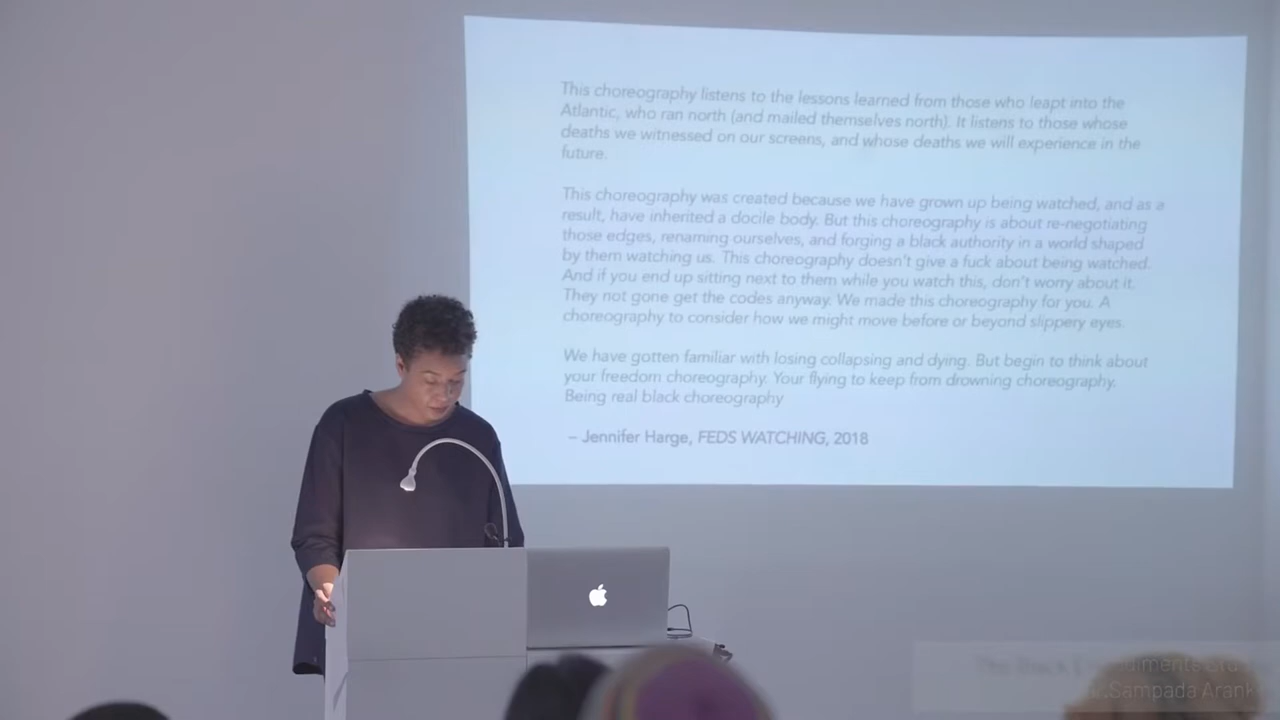 This choreography listens to the lessons learned from those who leapt into the
Atlantic, who ran north (and mailed themselves north). It listens to those whose
deaths we witnessed on our screens, and whose deaths we will experience in the
future.
This choreography was created because we have grown up being watched, and as a
result, have inherited a docile body. But this choreography is about re-negotiating
those edges, renaming ourselves, and forging a black authority in a world shaped
by them watching us. This choreography doesn't give a fuck about being watched.
And if you end up sitting next to them while you watch this, don't worry about it.
They not gone get the codes anyway. We made this choreography for you. A
choreography to consider how we might move before or beyond slippery eyes.
We have gotten familiar with losing collapsing and dying. But begin to think about
your freedom choreography. Your flying to keep from drowning choreography.
Being real black choreography
– Jennifer Harge, FEDS WATCHING, 2018
Sampada Arank